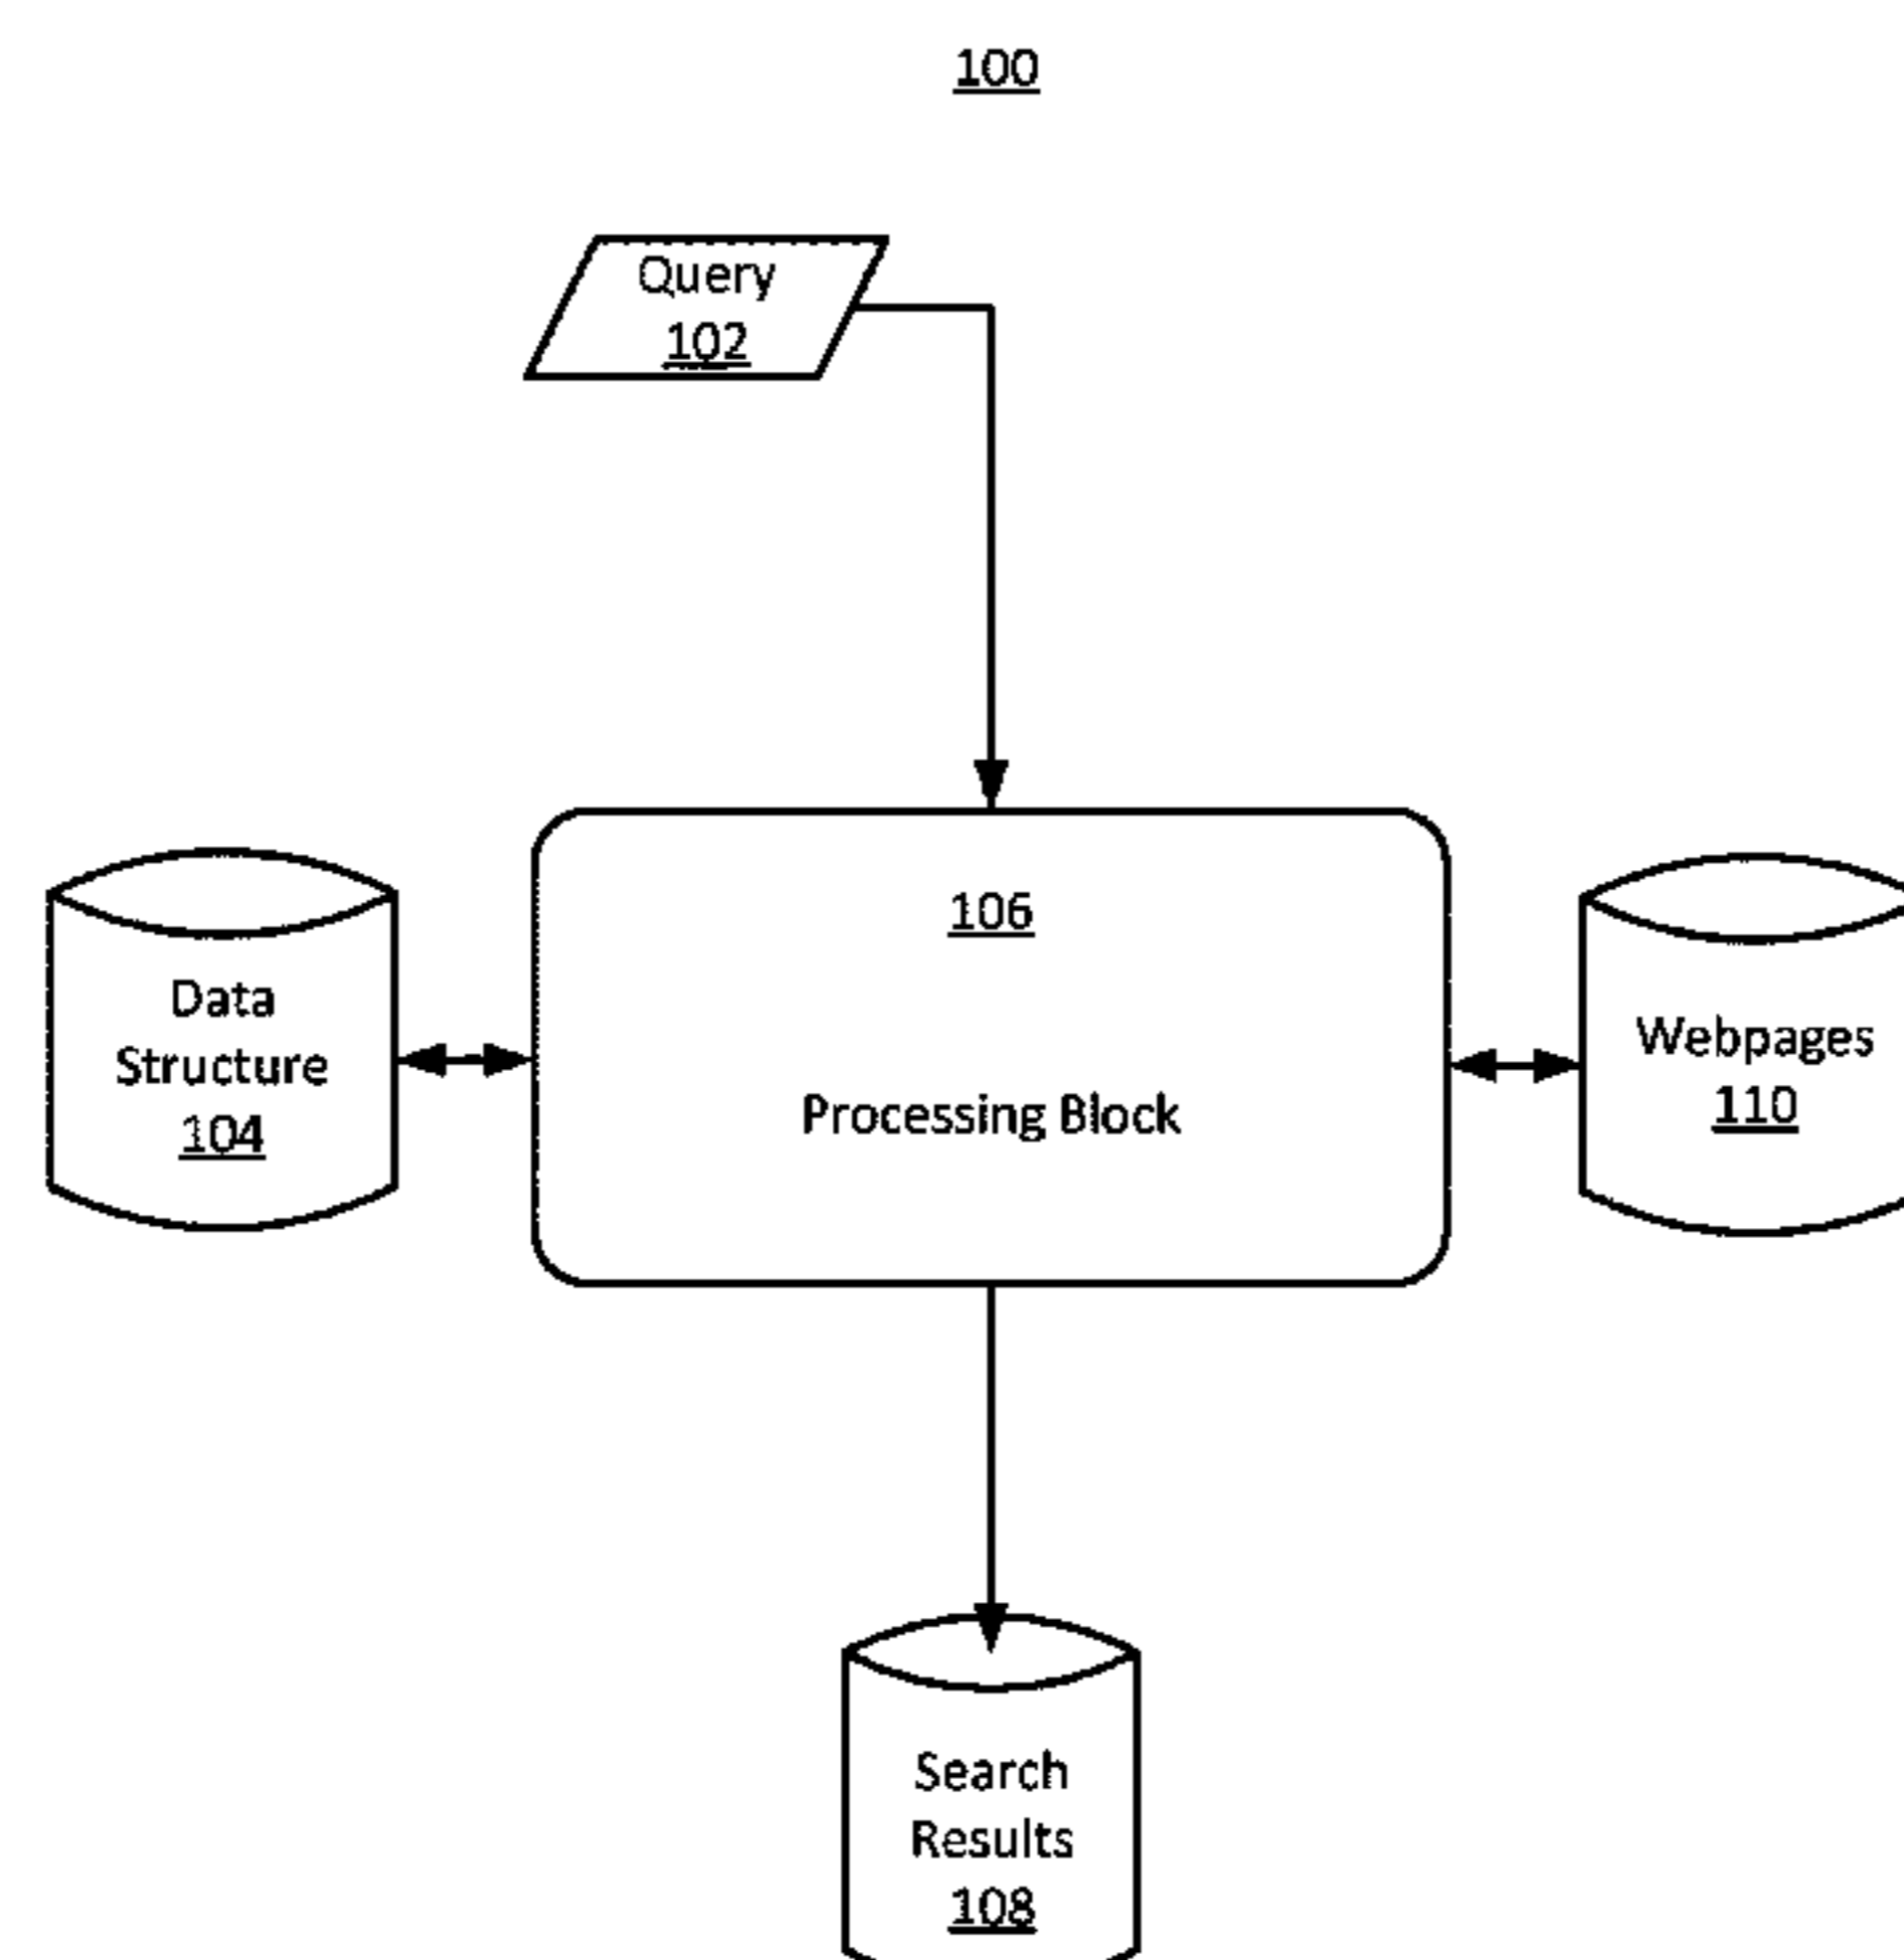 100
Query
102
106
Processing Block
Data
Structure
104
Webpages
110
Search
Results
108